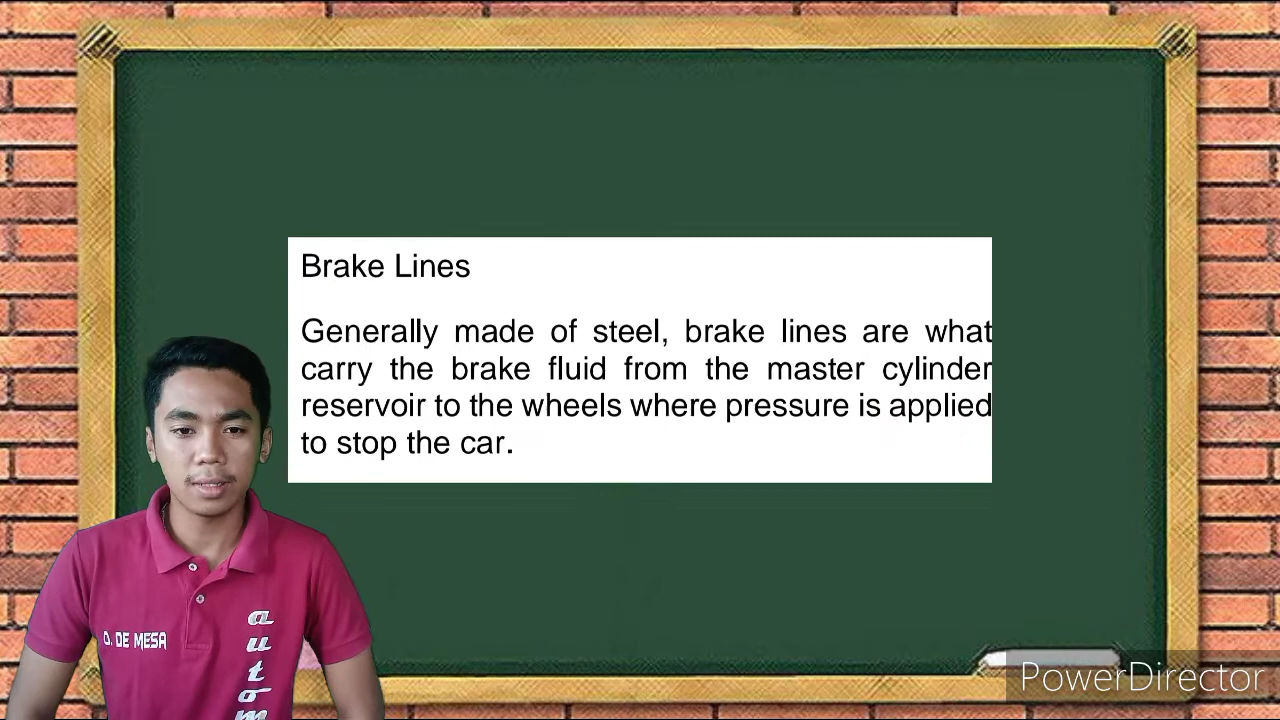 Brake Lines
Generally made of steel, brake lines are what
carry the brake fluid from the master cylinder
reservoir to the wheels where pressure is applied
to stop the car.
D. DE MESA
autom
PowerDirector